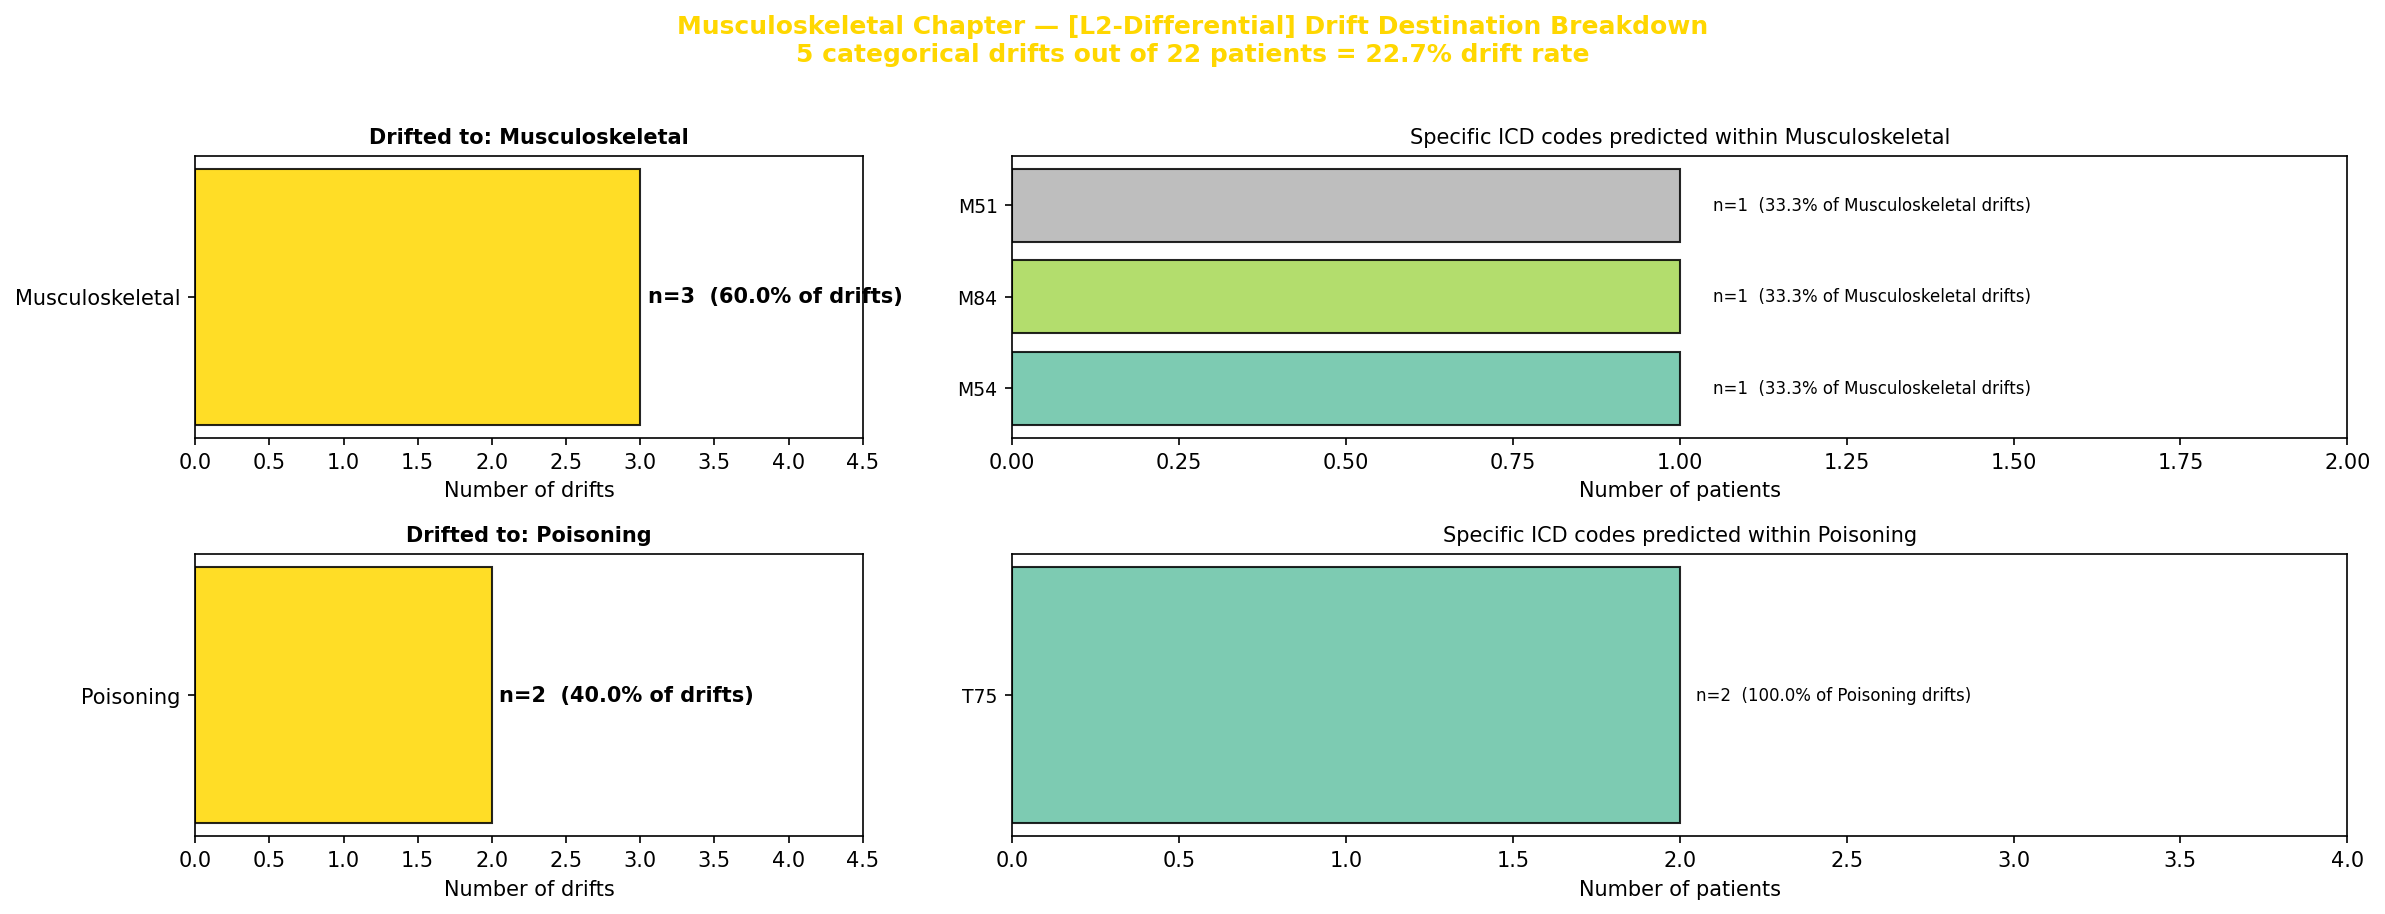 Musculoskeletal Chapter — [L2-Differential] Drift Destination Breakdown
5 categorical drifts out of 22 patients = 22.7% drift rate
Drifted to: Musculoskeletal
Musculoskeletal
n=3 (60.0% of drifts)
0.0 0.5 1.0 1.5 2.0 2.5 3.0 3.5 4.0 4.5
Number of drifts
Specific ICD codes predicted within Musculoskeletal
M51
n=1 (33.3% of Musculoskeletal drifts)
M84
n=1 (33.3% of Musculoskeletal drifts)
M54
n=1 (33.3% of Musculoskeletal drifts)
0.00 0.25 0.50 0.75 1.00 1.25 1.50 1.75 2.00
Number of patients
Drifted to: Poisoning
Poisoning
n=2 (40.0% of drifts)
0.0 0.5 1.0 1.5 2.0 2.5 3.0 3.5 4.0 4.5
Number of drifts
Specific ICD codes predicted within Poisoning
T75
n=2 (100.0% of Poisoning drifts)
0.0 0.5 1.0 1.5 2.0 2.5 3.0 3.5 4.0
Number of patients